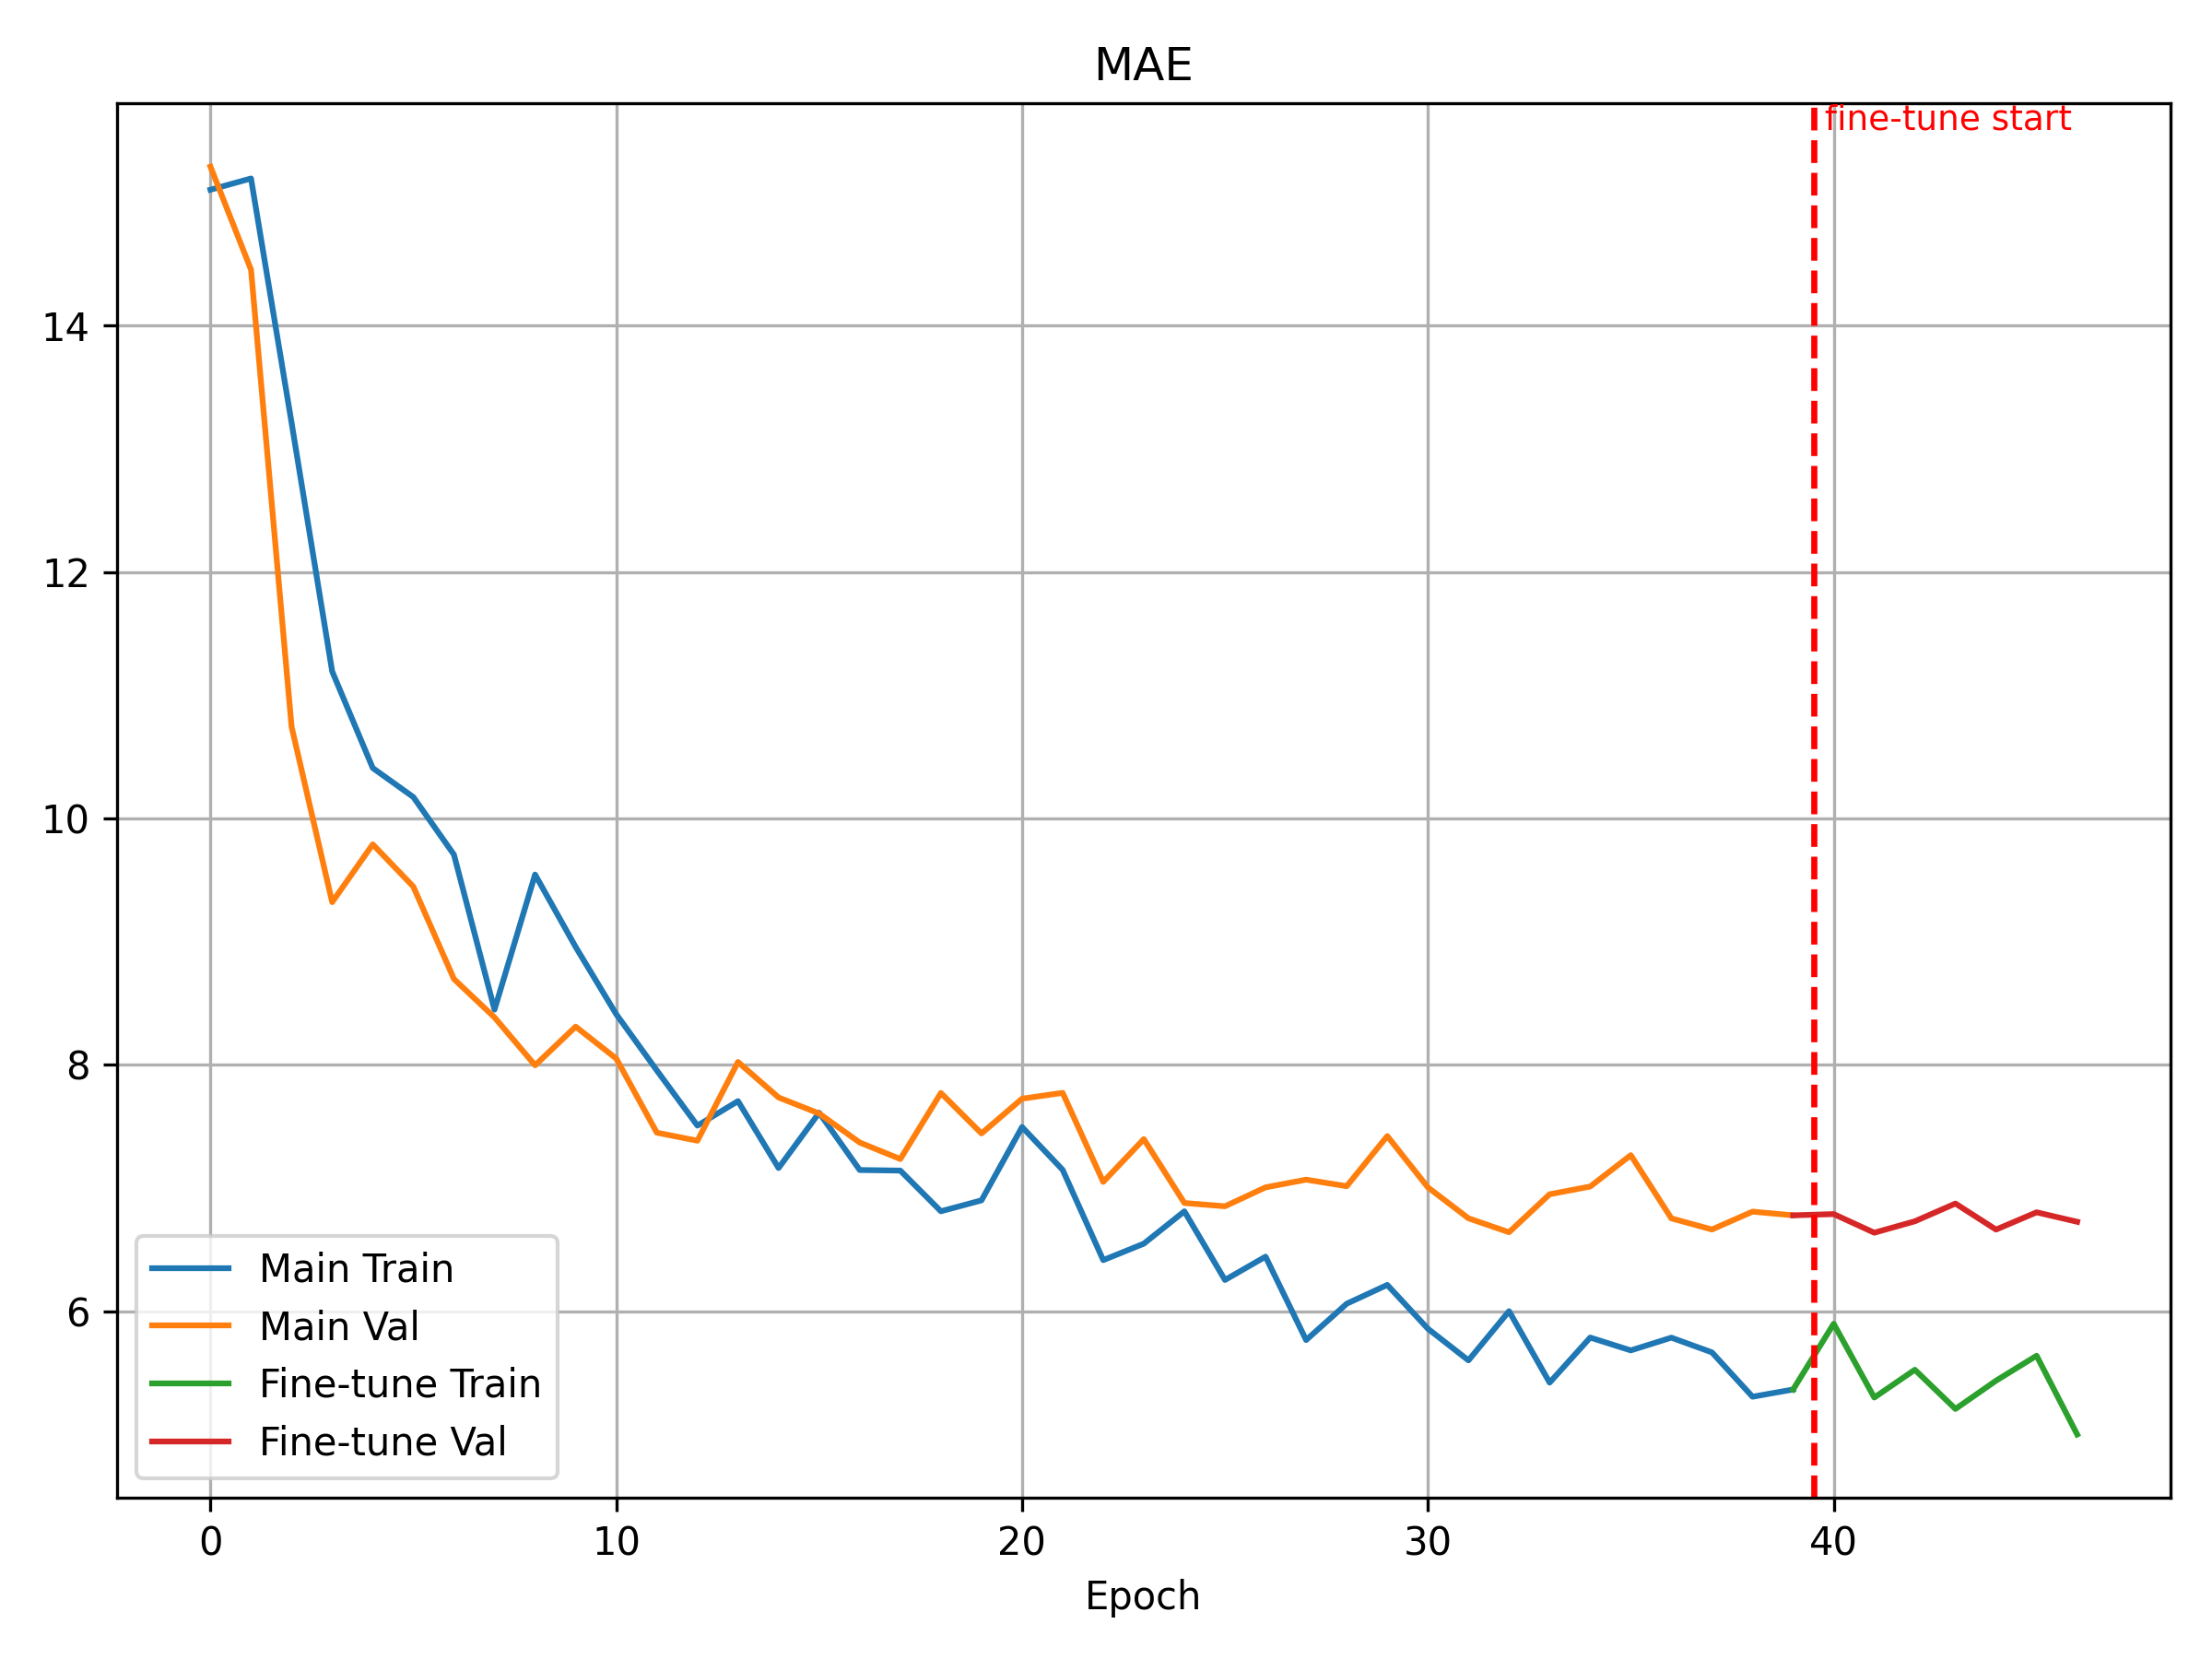 MAE
fine-tune start
14
12
10
8
6
Main Train
Main Val
Fine-tune Train
Fine-tune Val
0 10 20 30 40
Epoch